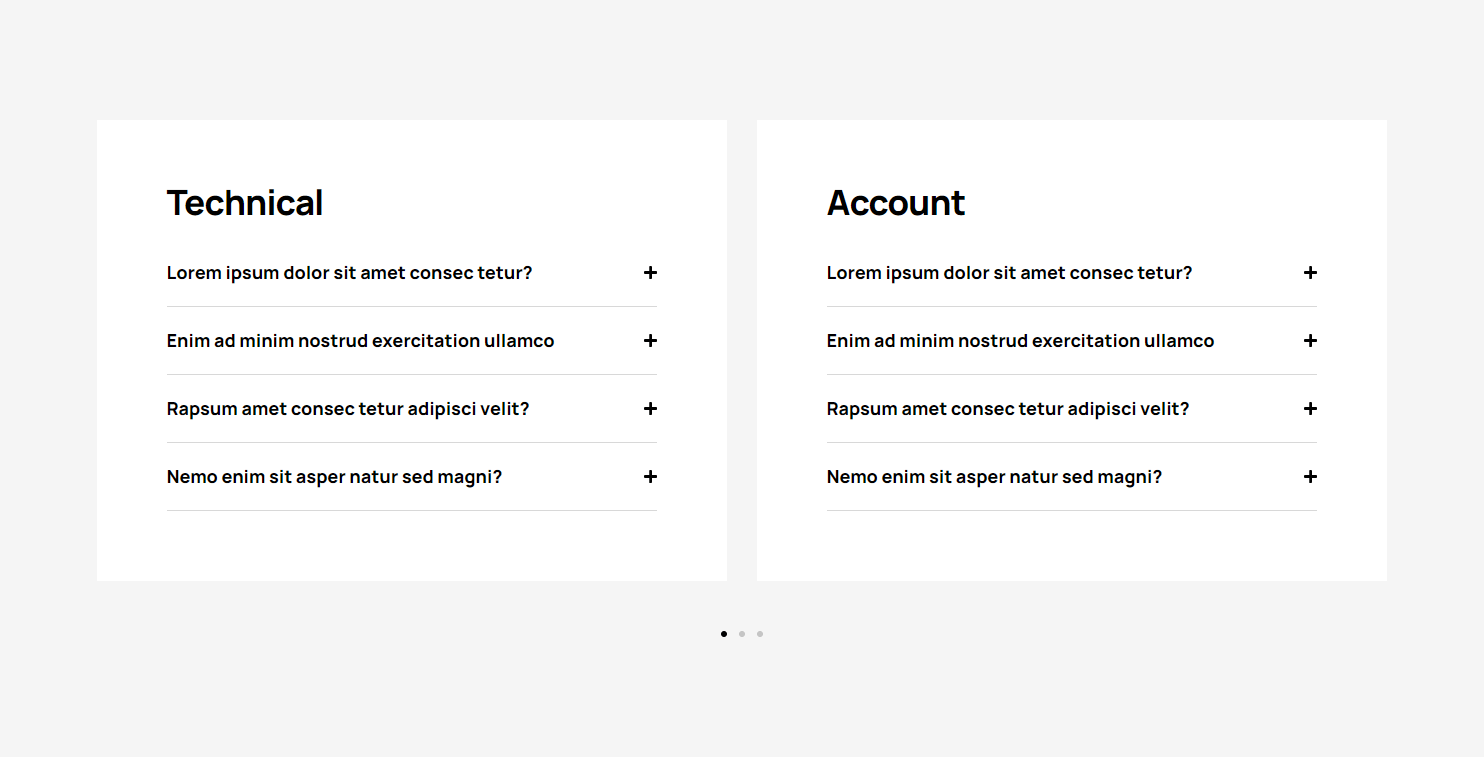 Technical
Lorem ipsum dolor sit amet consec tetur?
Enim ad minim nostrud exercitation ullamco
Rapsum amet consec tetur adipisci velit?
Nemo enim sit asper natur sed magni?
Account
Lorem ipsum dolor sit amet consec tetur?
Enim ad minim nostrud exercitation ullamco
Rapsum amet consec tetur adipisci velit?
Nemo enim sit asper natur sed magni?